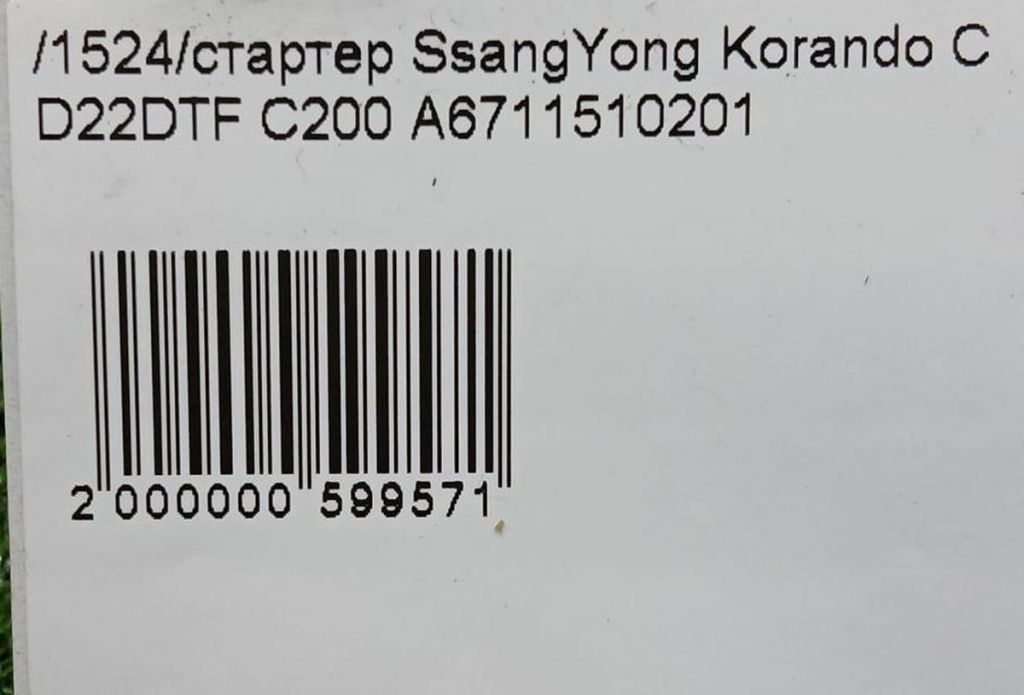 /1524/стартер SsangYong Korando C
D22DTF C200 A6711510201
2 000000 599571